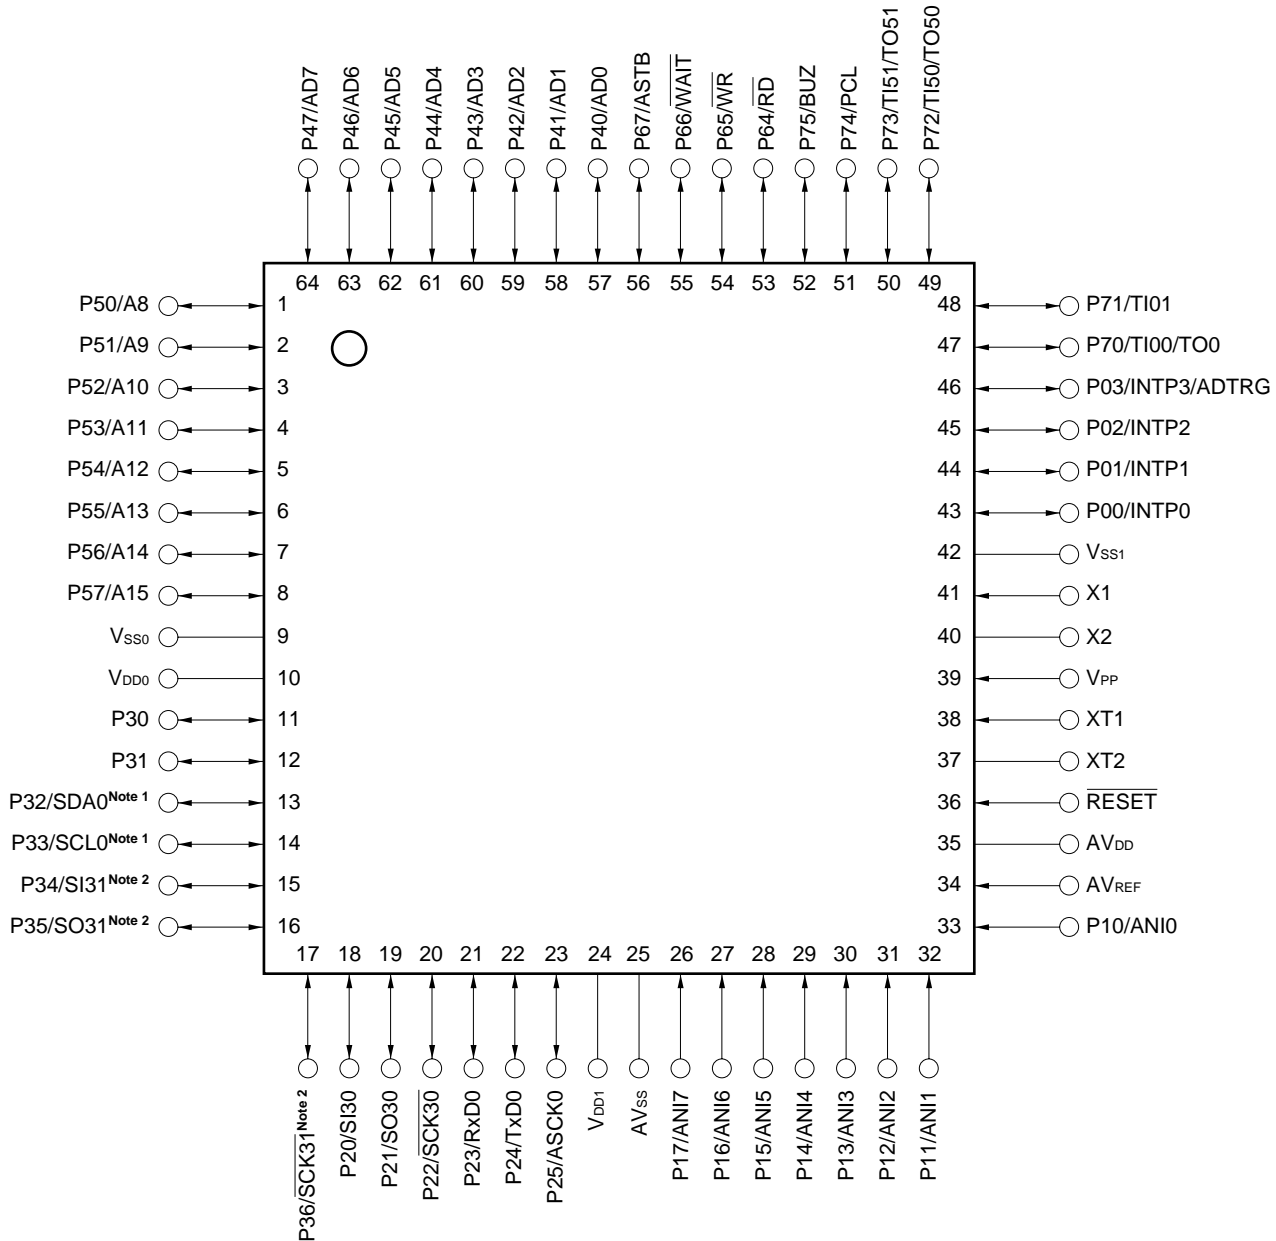 P47/AD7
P46/AD6
P45/AD5
P44/AD4
P43/AD3
P42/AD2
P41/AD1
P40/AD0
P67/ASTB
P66/WAIT
P65/WR
P64/RD
P75/BUZ
P74/PCL
P73/TI51/TO51
P72/TI50/TO50
64 63 62 61 60 59 58 57 56 55 54 53 52 51 50 49
P50/A8 1
P51/A9 2
P52/A10 3
P53/A11 4
P54/A12 5
P55/A13 6
P56/A14 7
P57/A15 8
VSS0 9
VDD0 10
P30 11
P31 12
P32/SDA0Note 1 13
P33/SCL0Note 1 14
P34/SI31Note 2 15
P35/SO31Note 2 16
48 P71/TI01
47 P70/TI00/TO0
46 P03/INTP3/ADTRG
45 P02/INTP2
44 P01/INTP1
43 P00/INTP0
42 VSS1
41 X1
40 X2
39 VPP
38 XT1
37 XT2
36 RESET
35 AVDD
34 AVREF
33 P10/ANI0
17 18 19 20 21 22 23 24 25 26 27 28 29 30 31 32
P36/SCK31Note 2
P20/SI30
P21/SO30
P22/SCK30
P23/RxD0
P24/TxD0
P25/ASCK0
VDD1
AVSS
P17/ANI7
P16/ANI6
P15/ANI5
P14/ANI4
P13/ANI3
P12/ANI2
P11/ANI1